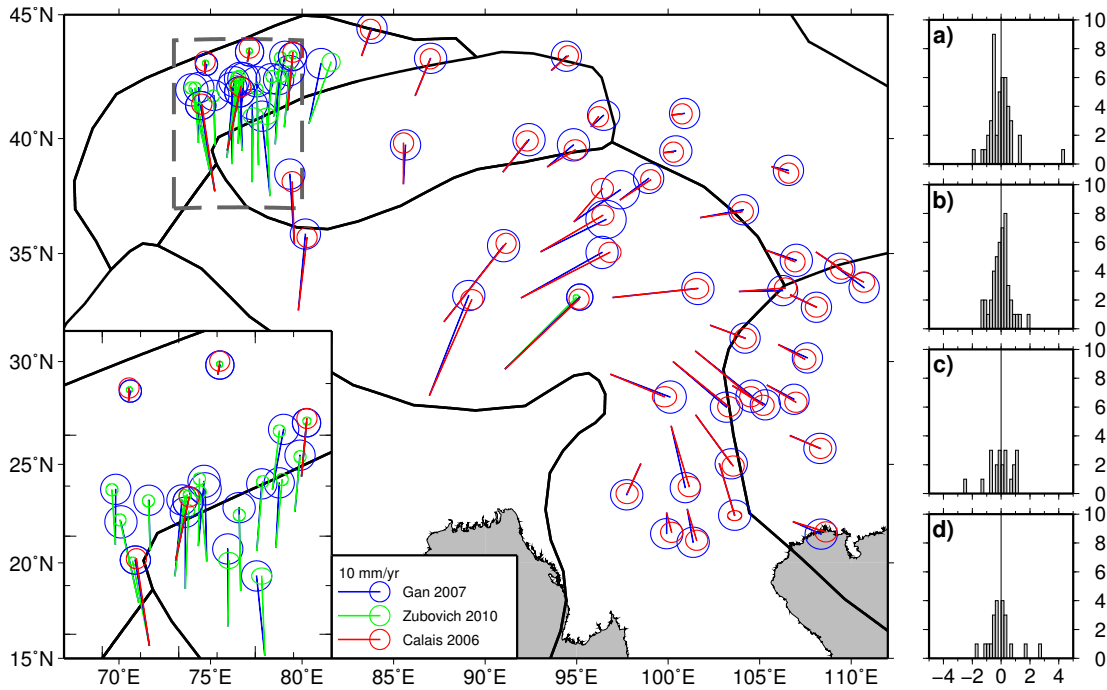 45˚N
40˚N
35˚N
30˚N
25˚N
20˚N
15˚N
70˚E 75˚E 80˚E 85˚E 90˚E 95˚E 100˚E 105˚E 110˚E
10 mm/yr
Gan 2007
Zubovich 2010
Calais 2006
a)
10
8
6
4
2
0
b)
10
8
6
4
2
0
c)
10
8
6
4
2
0
d)
10
8
6
4
2
0
−4 −2 0 2 4